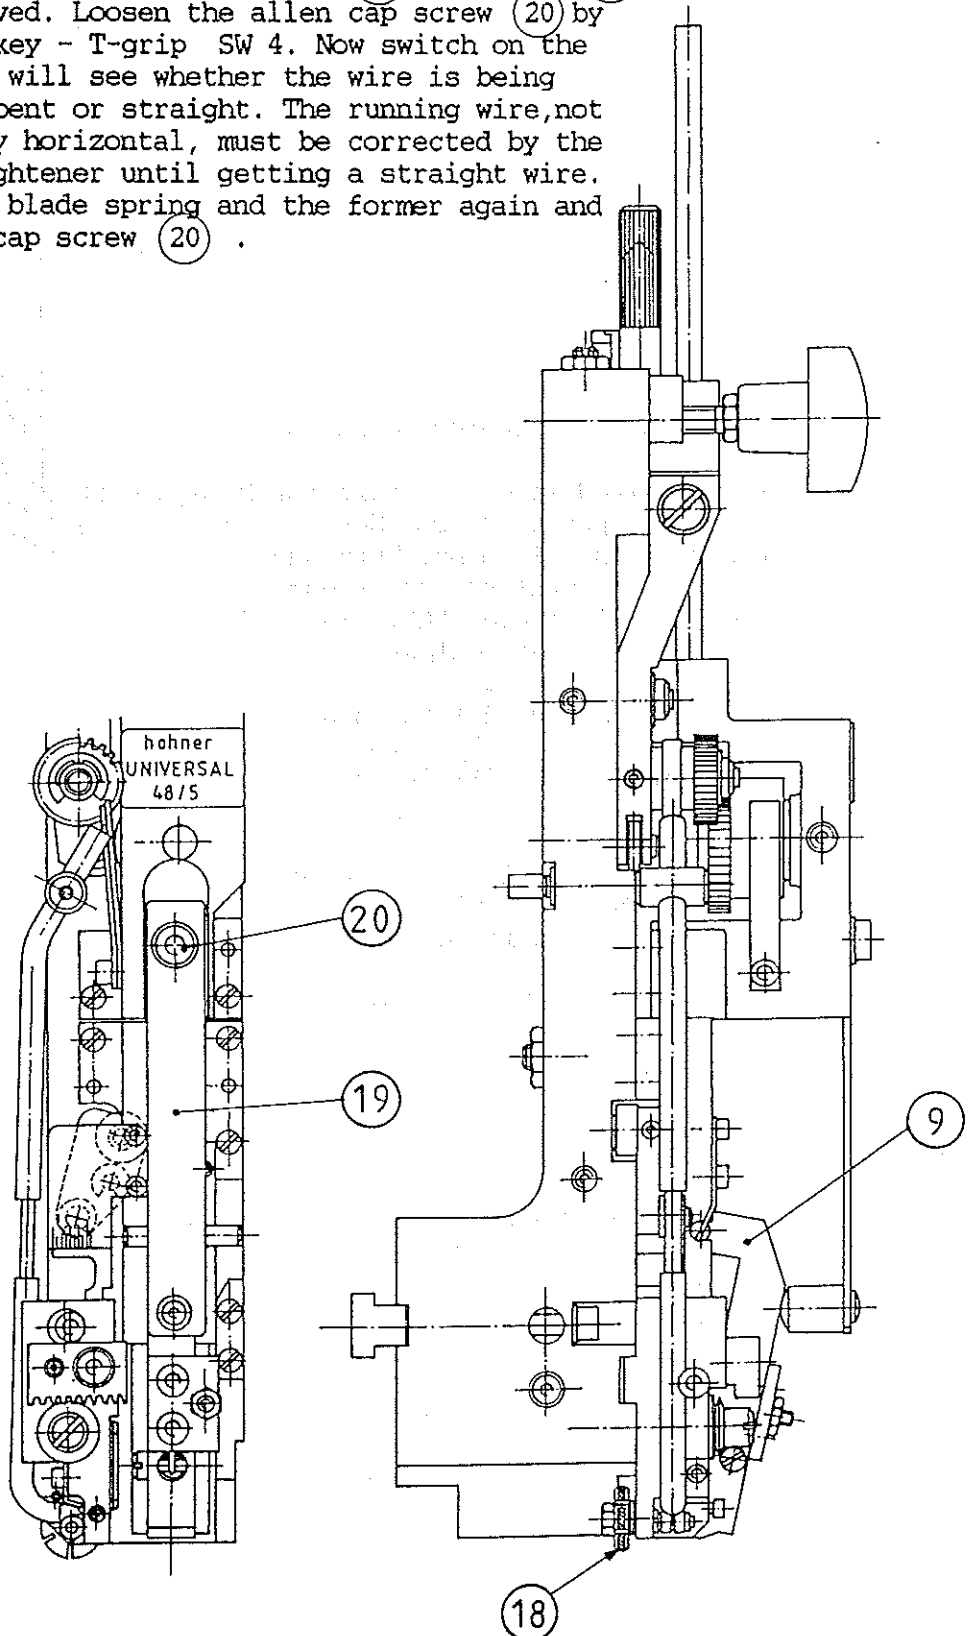 ved. Loosen the allen cap screw (20) by
key - T-grip SW 4. Now switch on the
will see whether the wire is being
bent or straight. The running wire,not
y horizontal, must be corrected by the
ghtener until getting a straight wire.
blade spring and the former again and
cap screw (20) .
hohner
UNIVERSAL
48/5
20
19
9
18